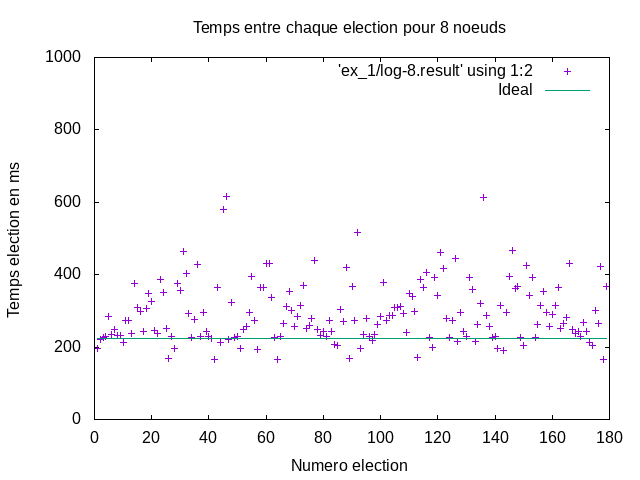 Temps entre chaque election pour 8 noeuds
'ex_1/log-8.result' using 1:2
Ideal
1000
800
600
400
200
0
Temps election en ms
0 20 40 60 80 100 120 140 160 180
Numero election